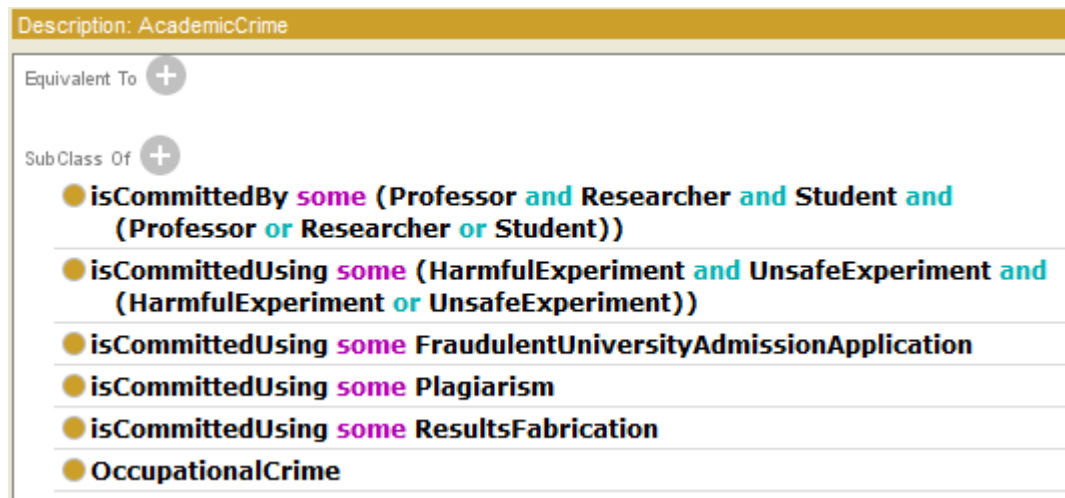 Description: AcademicCrime
Equivalent To
SubClass Of
isCommittedBy some (Professor and Researcher and Student and
(Professor or Researcher or Student))
isCommittedUsing some (HarmfulExperiment and UnsafeExperiment and
(HarmfulExperiment or UnsafeExperiment))
isCommittedUsing some FraudulentUniversityAdmissionApplication
isCommittedUsing some Plagiarism
isCommittedUsing some ResultsFabrication
OccupationalCrime